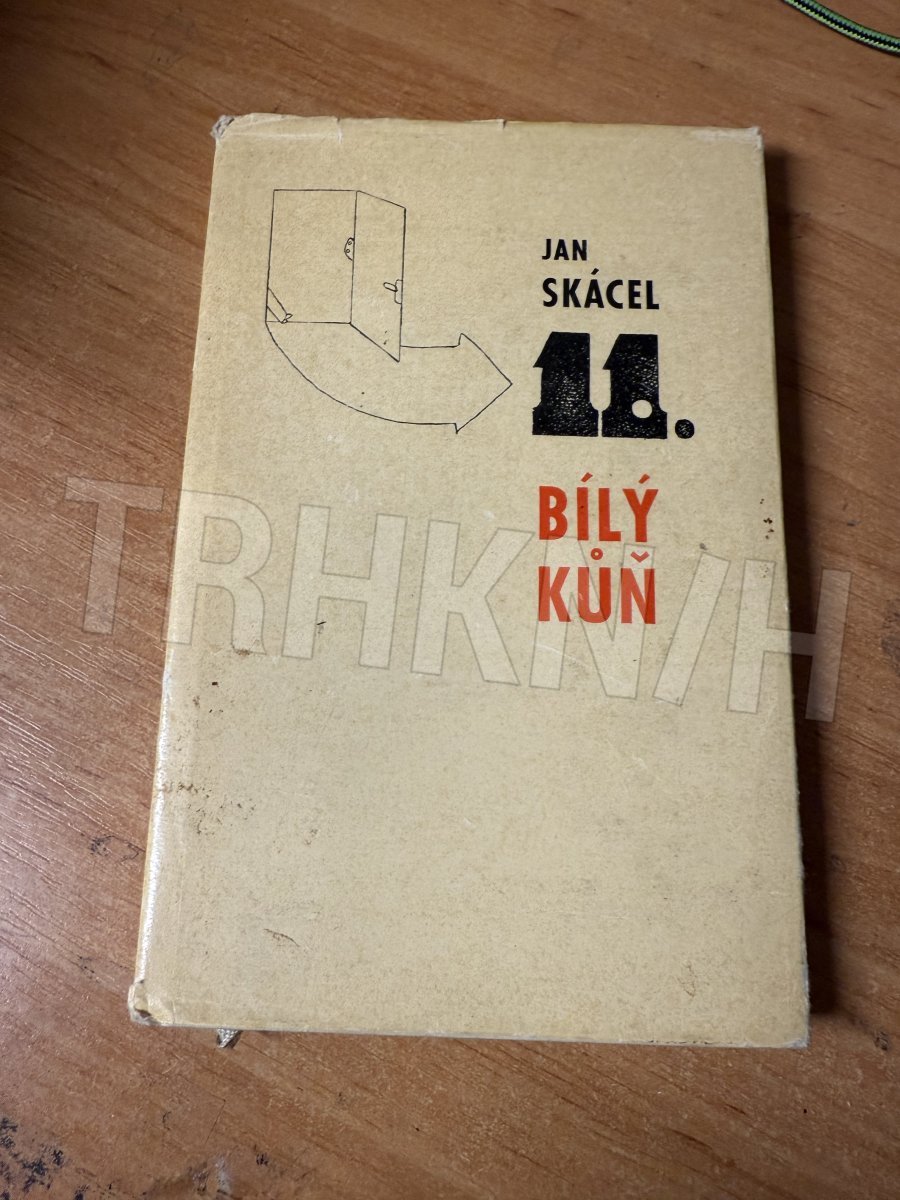 JAN
SKÁCEL
11.
BÍLÝ
KŮŇ
TRHKNIH